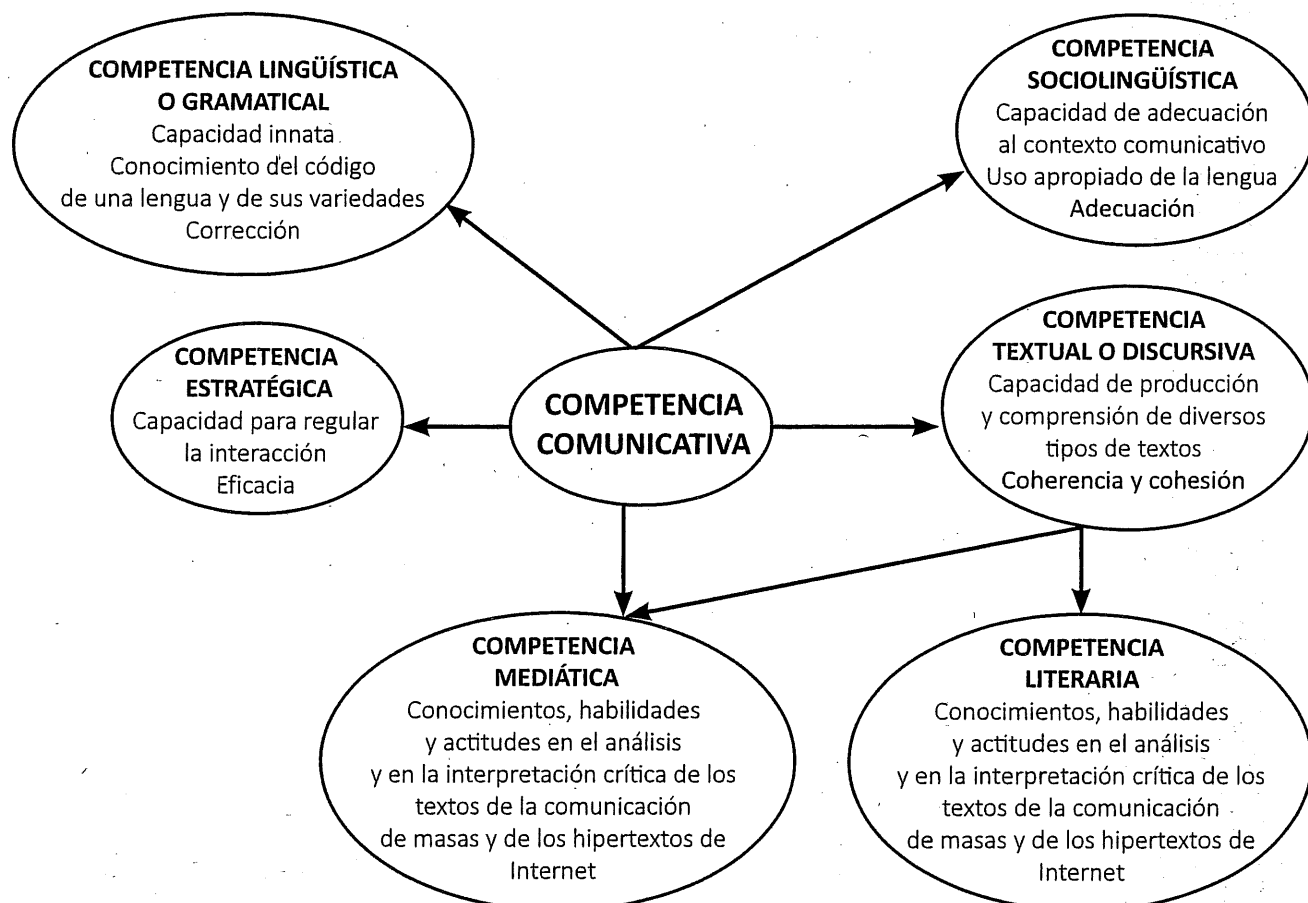 COMPETENCIA LINGÜÍSTICA
O GRAMATICAL
Capacidad innata
Conocimiento del código
de una lengua y de sus variedades
Corrección
COMPETENCIA
SOCIOLINGÜÍSTICA
Capacidad de adecuación
al contexto comunicativo
Uso apropiado de la lengua
Adecuación
COMPETENCIA
ESTRATÉGICA
Capacidad para regular
la interacción
Eficacia
COMPETENCIA
COMUNICATIVA
COMPETENCIA
TEXTUAL O DISCURSIVA
Capacidad de producción
y comprensión de diversos
tipos de textos
Coherencia y cohesión
COMPETENCIA
MEDIÁTICA
Conocimientos, habilidades
y actitudes en el análisis
y en la interpretación crítica de los
textos de la comunicación
de masas y de los hipertextos de
Internet
COMPETENCIA
LITERARIA
Conocimientos, habilidades
y actitudes en el análisis
y en la interpretación crítica de los
textos de la comunicación
de masas y de los hipertextos de
Internet